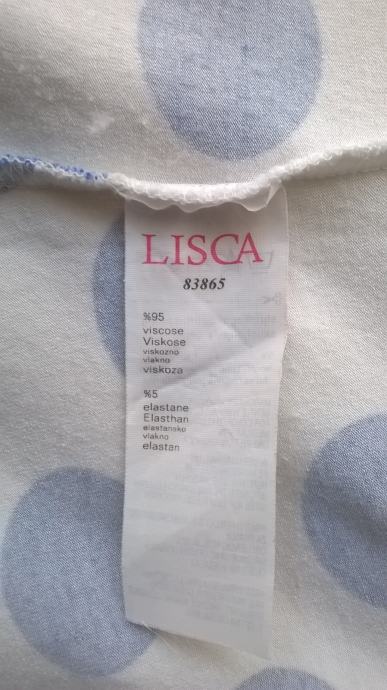 LISCA
83865
%95
viscose
Viskose
viskozno
vlakno
viskoza
%5
elastane
Elasthan
elastansko
vlakno
elastan